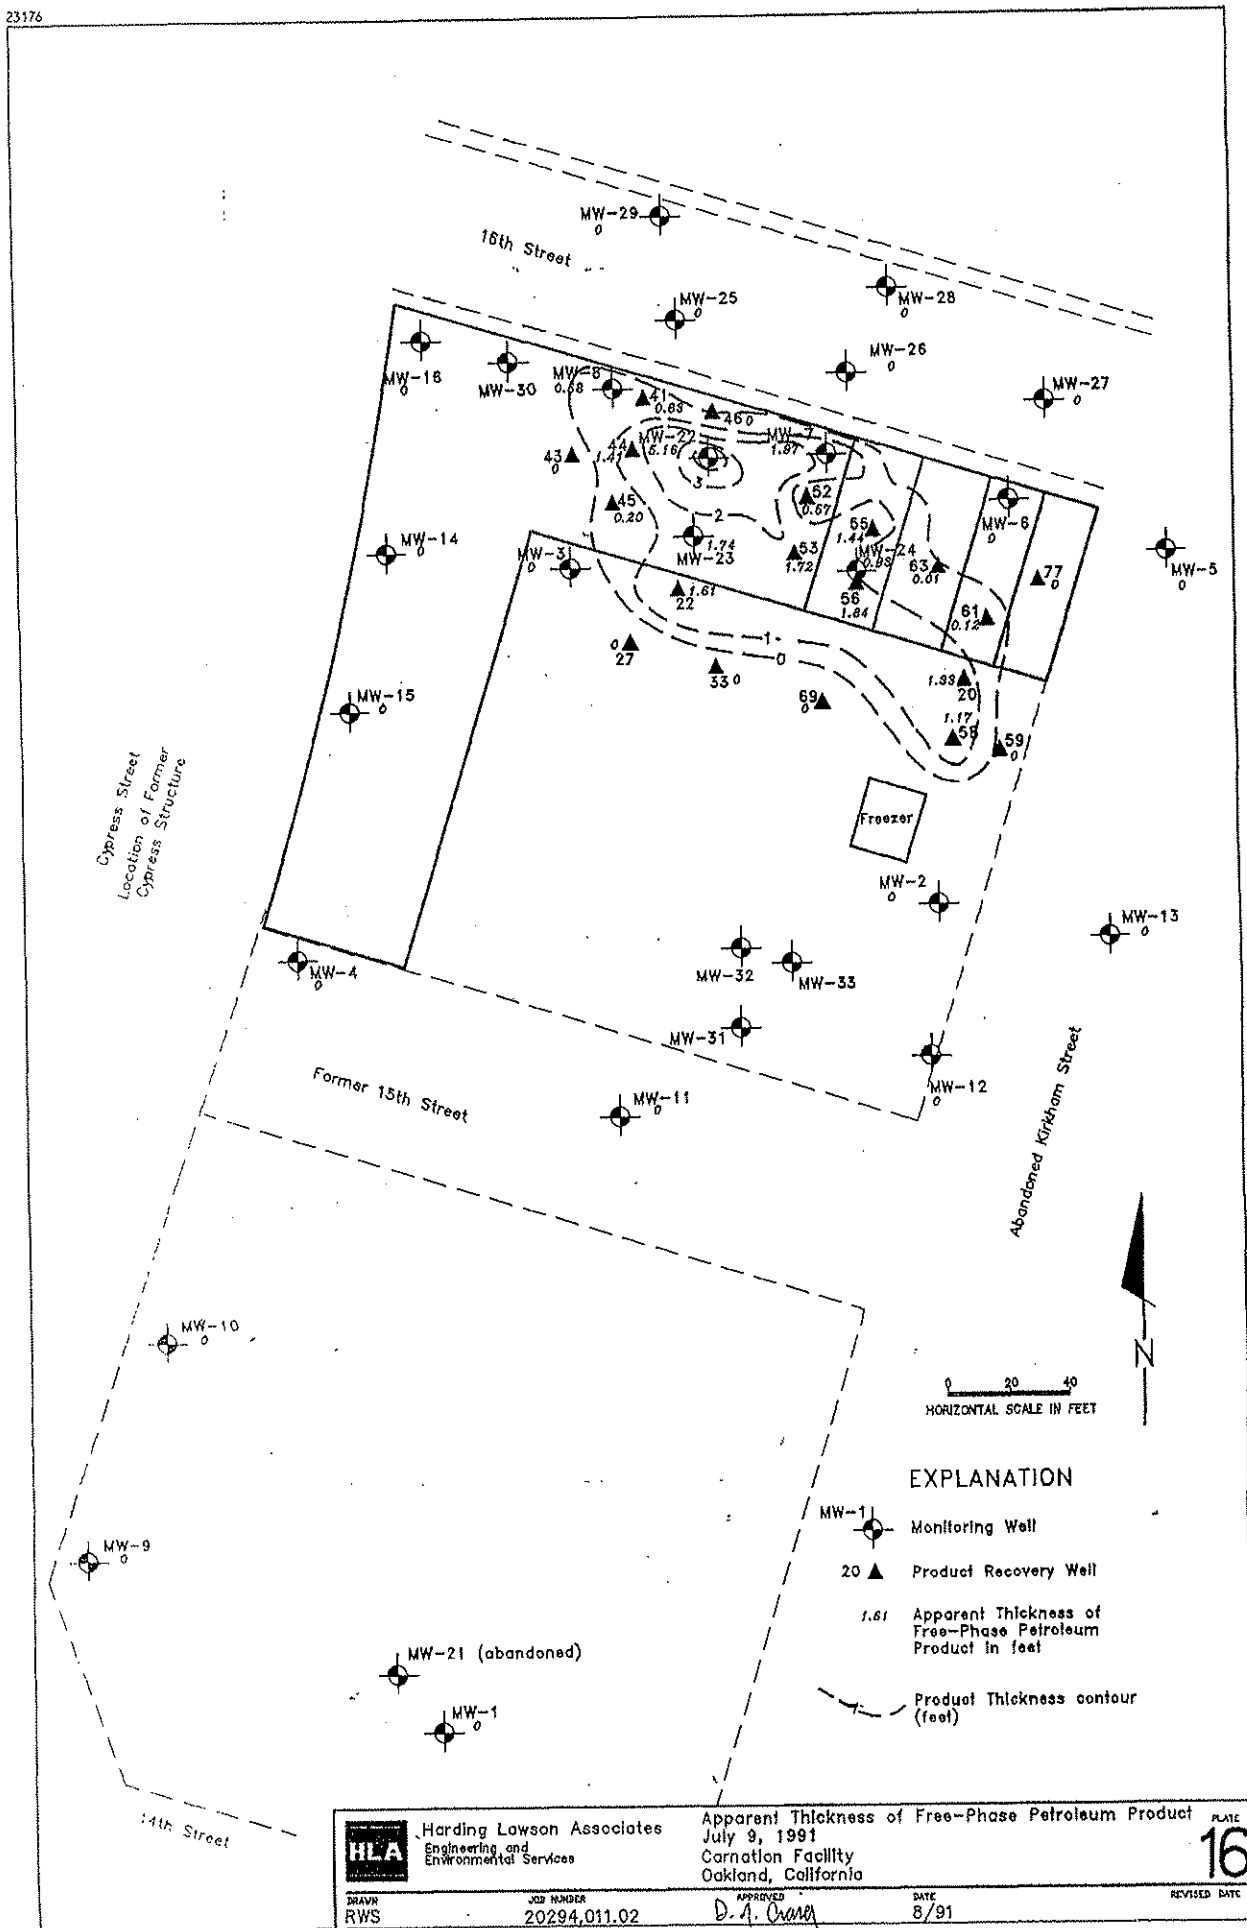 23176
MW-29
0
16th Street
MW-25
0
MW-28
0
MW-26
0
MW-27
0
MW-16
0
MW-30
MW-8
0.58
41
0.63
46 0
MW-22
5.16
MW-7
1.97
44
1.41
43
0
3
52
0.67
45
0.20
2
MW-6
0
MW-14
0
MW-3
0
1.74
MW-23
53
1.72
55
1.44
MW-24
0.98
63
0.01
77
0
MW-5
0
1.61
22
56
1.84
61
0.12
0
27
1
0
33 0
69
0
1.33
20
1.17
58
59
0
MW-15
0
Cypress Street
Location of Former
Cypress Structure
Freezer
MW-2
0
MW-13
0
MW-4
0
MW-32
MW-33
MW-31
MW-12
0
Former 15th Street
MW-11
0
Abandoned Kirkham Street
MW-10
0
N
0 20 40
HORIZONTAL SCALE IN FEET
EXPLANATION
MW-1
Monitoring Well
20
Product Recovery Well
1.61
Apparent Thickness of
Free-Phase Petroleum
Product in feet
Product Thickness contour
(feet)
MW-9
0
MW-21 (abandoned)
MW-1
0
14th Street
HLA
Harding Lawson Associates
Engineering and
Environmental Services
Apparent Thickness of Free-Phase Petroleum Product
July 9, 1991
Carnation Facility
Oakland, California
PLATE
16
DRAWN
RWS
JOB NUMBER
20294,011.02
APPROVED
DATE
8/91
REVISED DATE